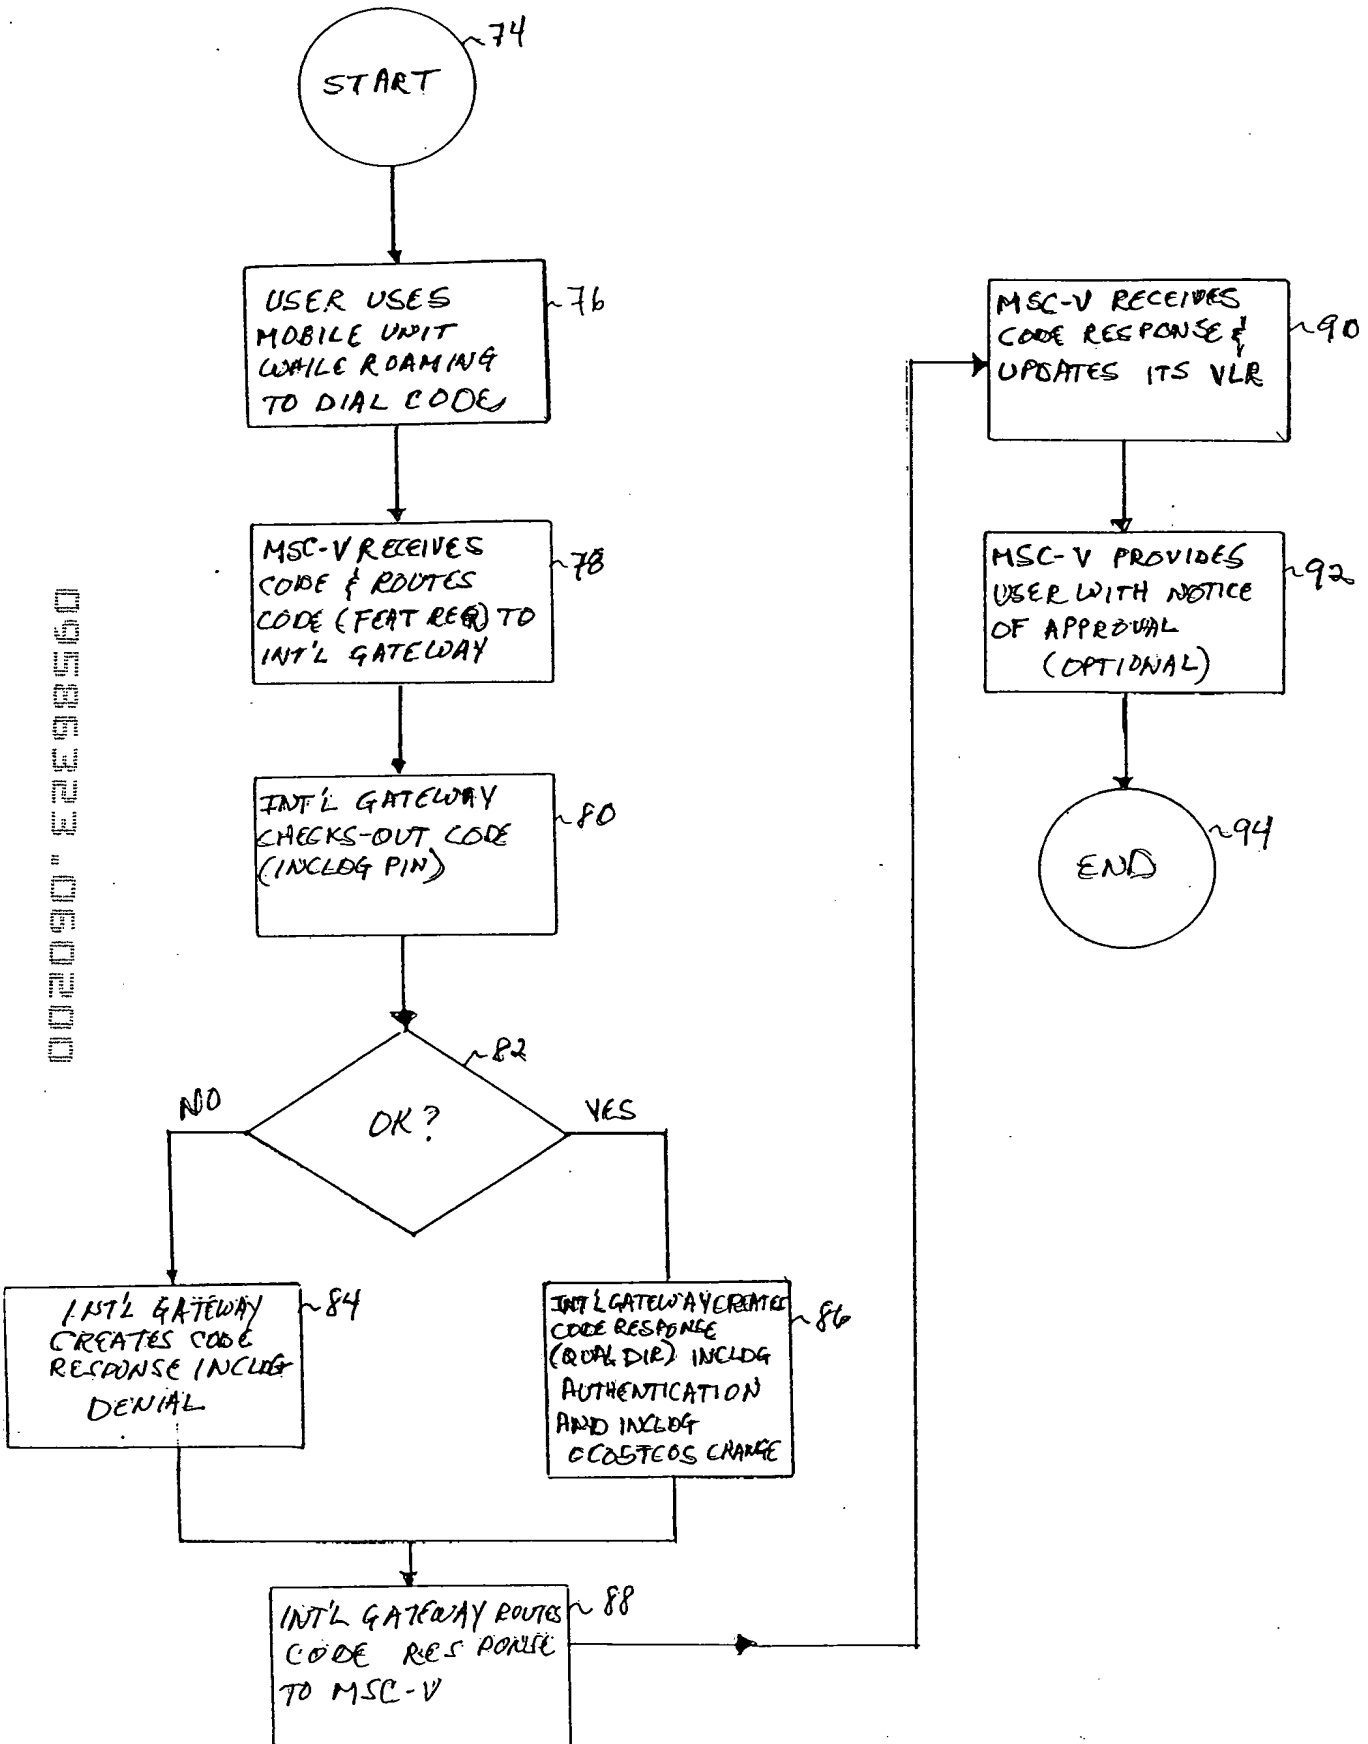 74
START
USER USES
MOBILE UNIT
WHILE ROAMING
TO DIAL CODE
76
MSC-V RECEIVES
CODE & ROUTES
CODE (FEAT REQ) TO
INT'L GATEWAY
78
INT'L GATEWAY
CHECKS-OUT CODE
(INCLDG PIN)
80
82
OK?
NO
YES
INT'L GATEWAY
CREATES CODE
RESPONSE INCLDG
DENIAL
84
INT'L GATEWAY CREATES
CODE RESPONSE
(QUAL DIR) INCLDG
AUTHENTICATION
AND INCLDG
CHANGE
86
INT'L GATEWAY ROUTES
CODE RESPONSE
TO MSC-V
88
MSC-V RECEIVES
CODE RESPONSE &
UPDATES ITS VLR
90
MSC-V PROVIDES
USER WITH NOTICE
OF APPROVAL
(OPTIONAL)
92
END
94
09586323.060200